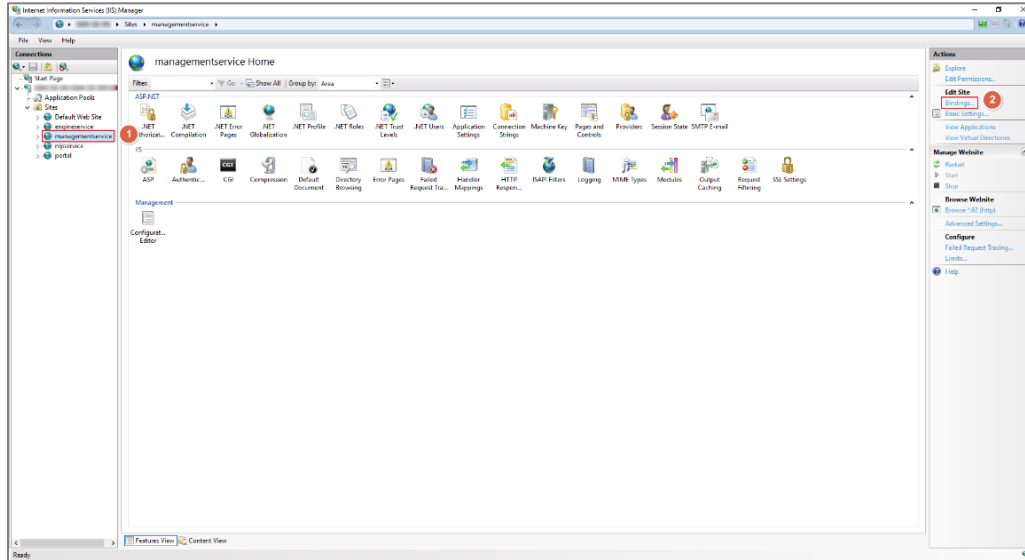 Internet Information Services (IIS) Manager
Sites managementservice
File View Help
Connections
Start Page
Application Pools
Sites
Default Web Site
engineservice
managementservice
nlpservice
portal
1
managementservice Home
Filter: Go Show All Group by: Area
ASP.NET
.NET Authorizat...
.NET Compilation
.NET Error Pages
.NET Globalization
.NET Profile
.NET Roles
.NET Trust Levels
.NET Users
Application Settings
Connection Strings
Machine Key
Pages and Controls
Providers
Session State
SMTP E-mail
IIS
ASP
Authentic...
CGI
Compression
Default Document
Directory Browsing
Error Pages
Failed Request Tra...
Handler Mappings
HTTP Respon...
ISAPI Filters
Logging
MIME Types
Modules
Output Caching
Request Filtering
SSL Settings
Management
Configurat... Editor
Features View Content View
Ready
Actions
Explore
Edit Permissions...
Edit Site
Bindings...
2
Basic Settings...
View Applications
View Virtual Directories
Manage Website
Restart
Start
Stop
Browse Website
Browse *:92 (http)
Advanced Settings...
Configure
Failed Request Tracing...
Limits...
Help